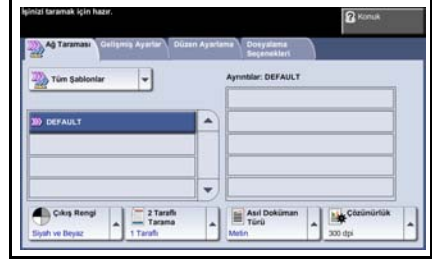 İşinizi taramak için hazır.
Konuk
Ağ Taraması
Gelişmiş Ayarlar
Düzen Ayarlama
Dosyalama
Seçenekleri
Tüm Şablonlar
Ayrıntılar: DEFAULT
DEFAULT
Çıkış Rengi
Siyah ve Beyaz
2 Taraflı
Tarama
1 Taraflı
Asıl Doküman
Türü
Metin
Çözünürlük
300 dpi